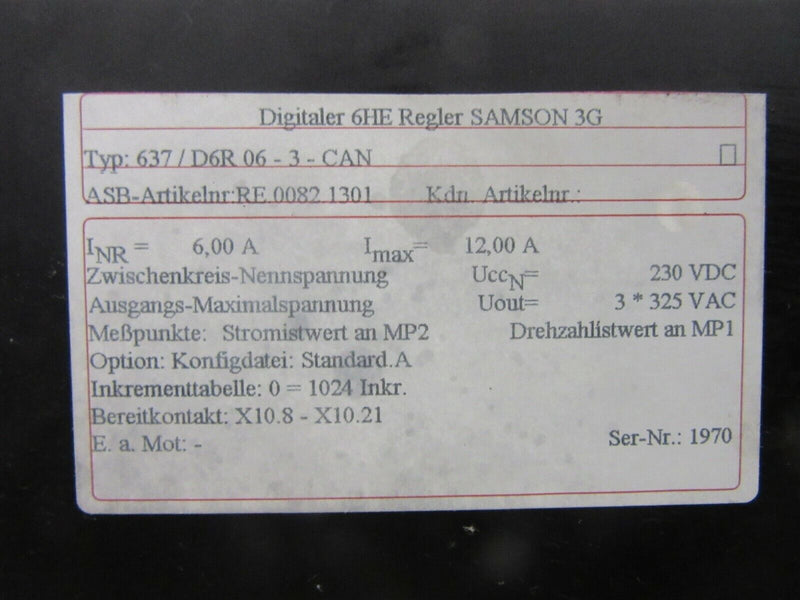 Digitaler 6HE Regler SAMSON 3G
Typ: 637 / D6R 06 - 3 - CAN
ASB-Artikelnr:RE.0082.1301 Kdn. Artikelnr.:
INR = 6,00 A Imax= 12,00 A
Zwischenkreis-Nennspannung UccN= 230 VDC
Ausgangs-Maximalspannung Uout= 3 * 325 VAC
Meßpunkte: Stromistwert an MP2 Drehzahlistwert an MP1
Option: Konfigdatei: Standard.A
Inkrementtabelle: 0 = 1024 Inkr.
Bereitkontakt: X10.8 - X10.21
E. a. Mot: - Ser-Nr.: 1970